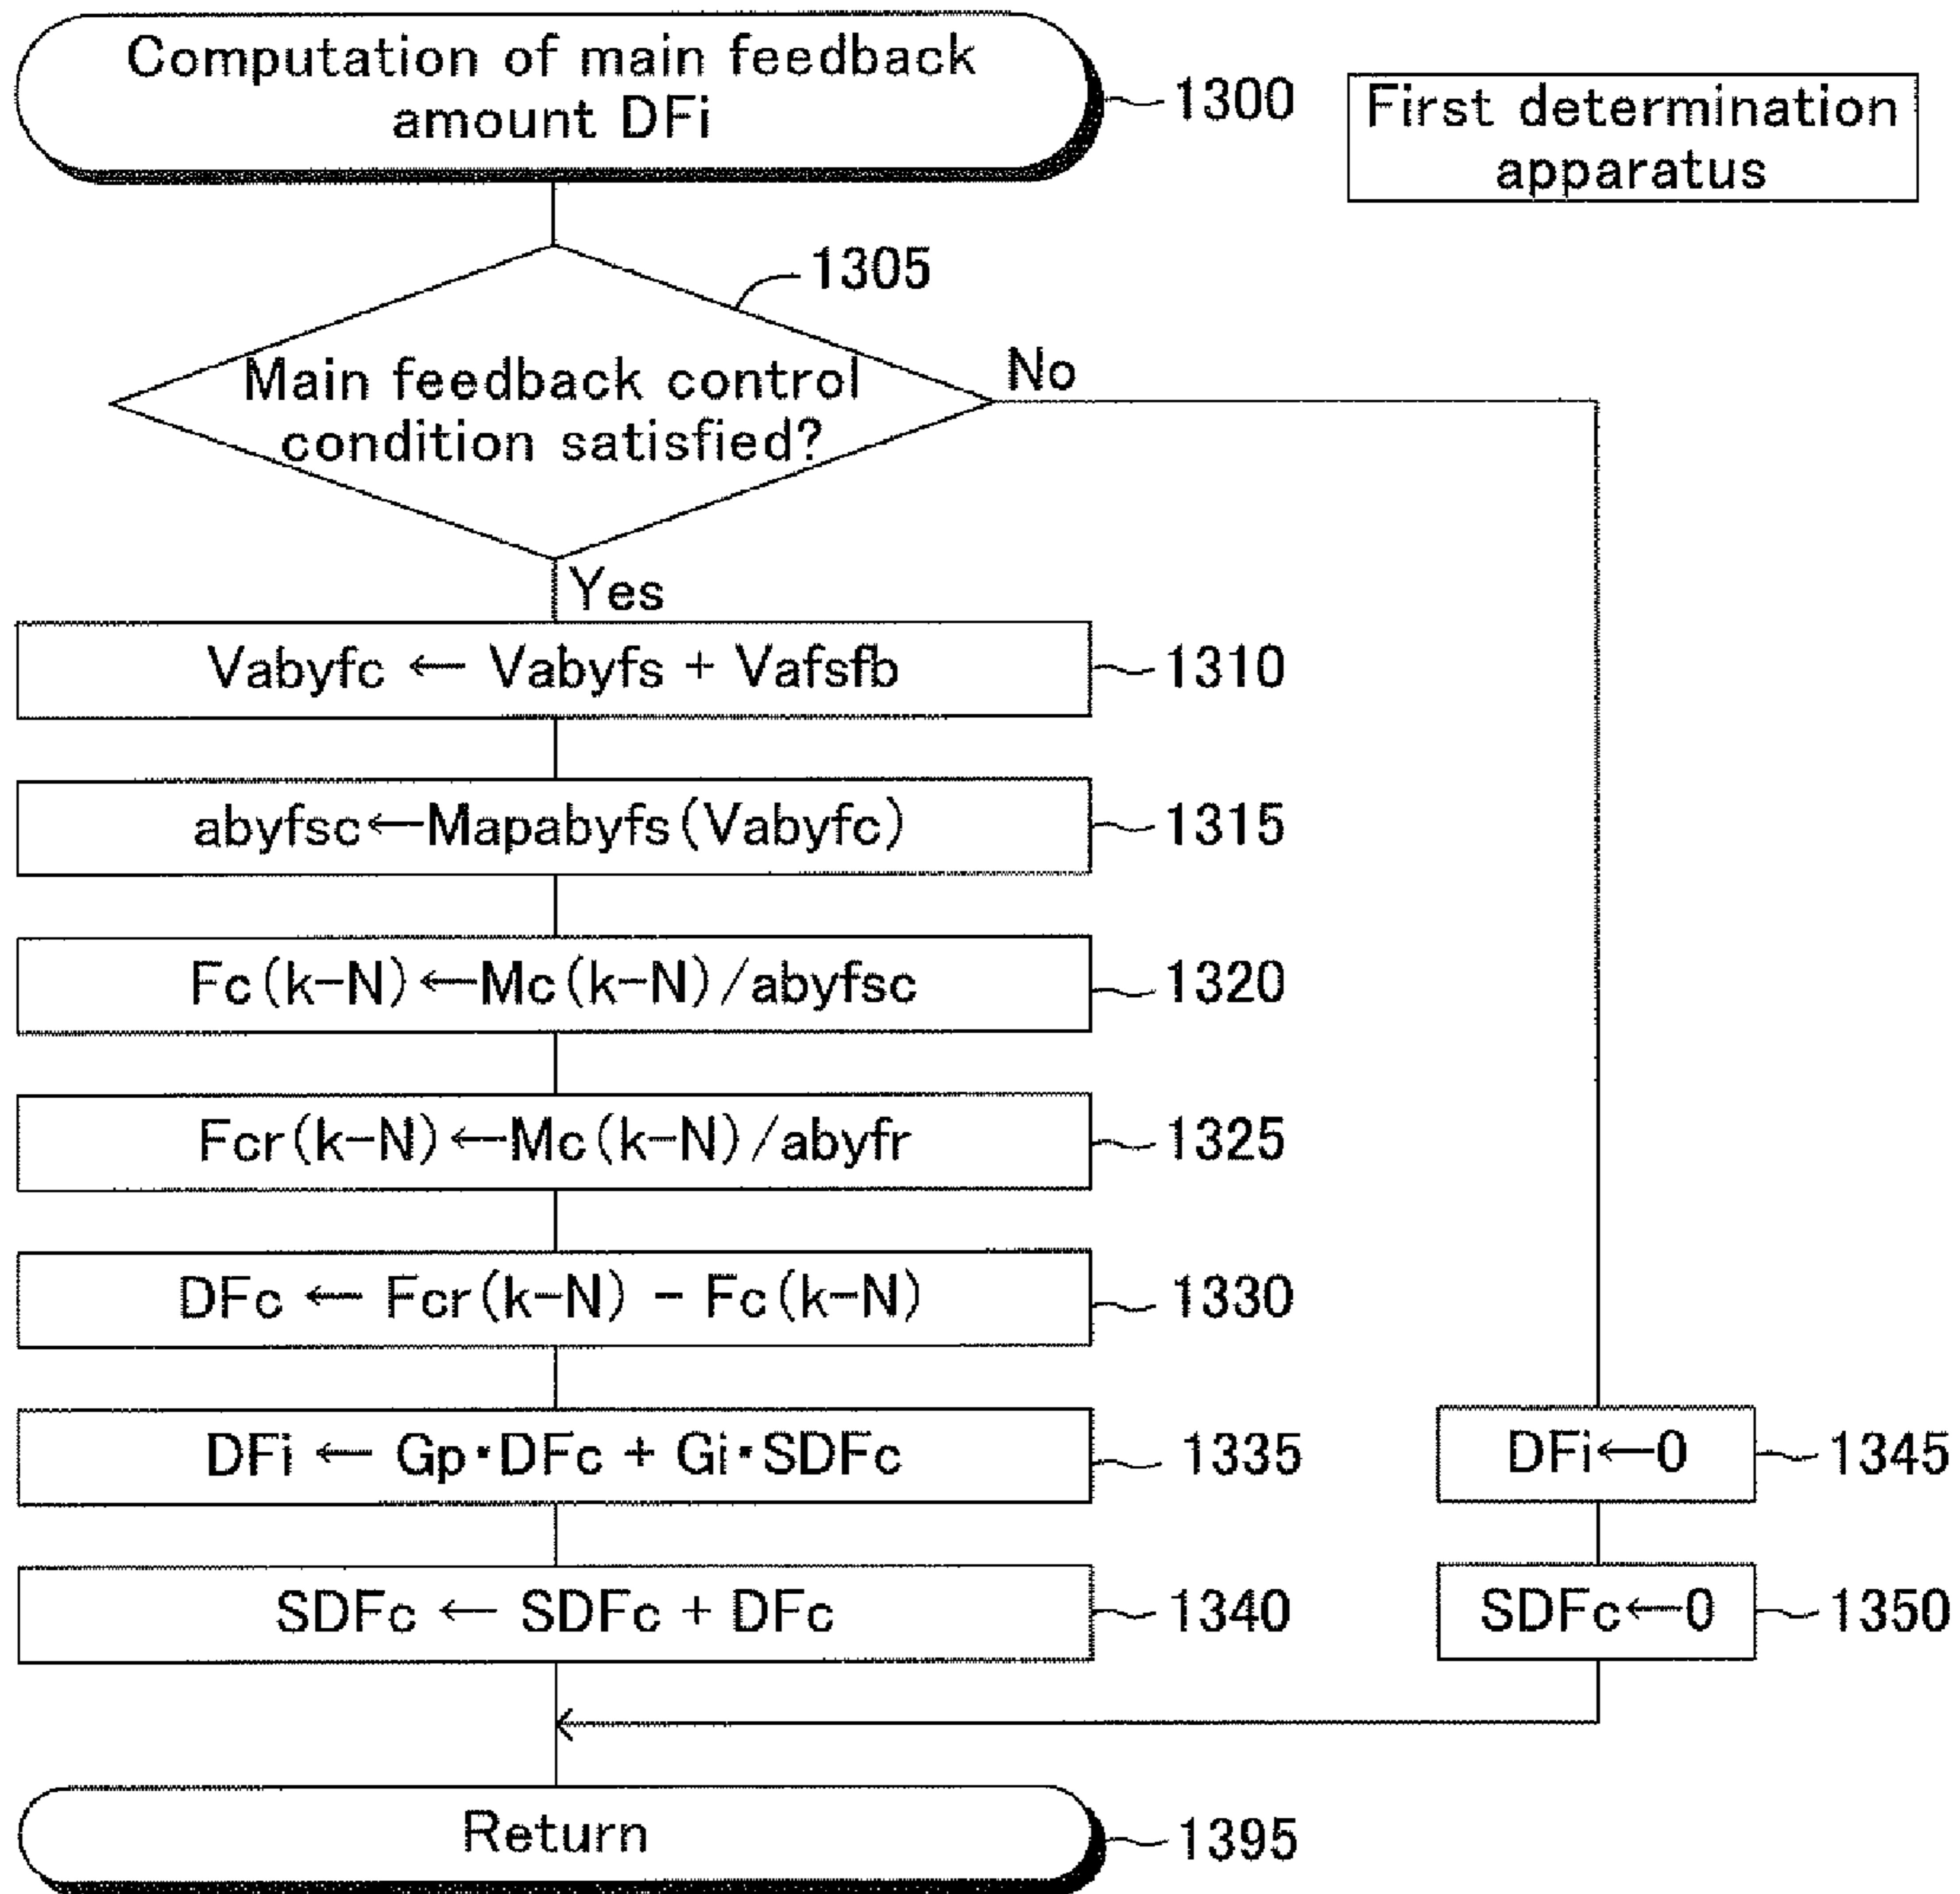 Computation of main feedback
amount DFi
1300
First determination
apparatus
1305
Main feedback control
condition satisfied?
No
Yes
Vabyfc ← Vabyfs + Vafsfb
1310
abyfsc←Mapabyfs(Vabyfc)
1315
Fc(k-N)←Mc(k-N)/abyfsc
1320
Fcr(k-N)←Mc(k-N)/abyfr
1325
DFc ← Fcr(k-N) - Fc(k-N)
1330
DFi ← Gp·DFc + Gi·SDFc
1335
DFi←0
1345
SDFc ← SDFc + DFc
1340
SDFc←0
1350
Return
1395